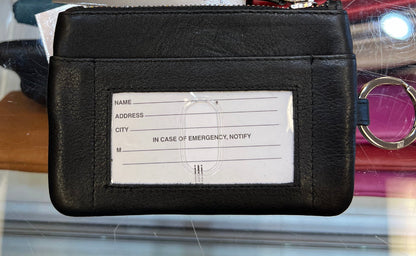 NAME
ADDRESS
CITY
IN CASE OF EMERGENCY, NOTIFY
M